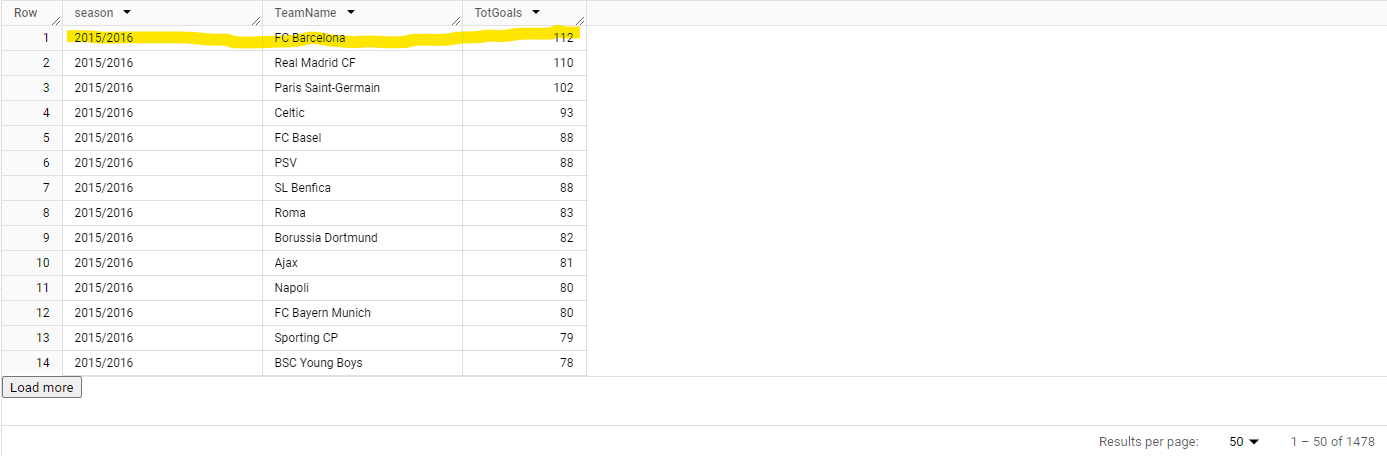 Row season TeamName TotGoals
1 2015/2016 FC Barcelona 112
2 2015/2016 Real Madrid CF 110
3 2015/2016 Paris Saint-Germain 102
4 2015/2016 Celtic 93
5 2015/2016 FC Basel 88
6 2015/2016 PSV 88
7 2015/2016 SL Benfica 88
8 2015/2016 Roma 83
9 2015/2016 Borussia Dortmund 82
10 2015/2016 Ajax 81
11 2015/2016 Napoli 80
12 2015/2016 FC Bayern Munich 80
13 2015/2016 Sporting CP 79
14 2015/2016 BSC Young Boys 78
Load more
Results per page: 50 1 – 50 of 1478